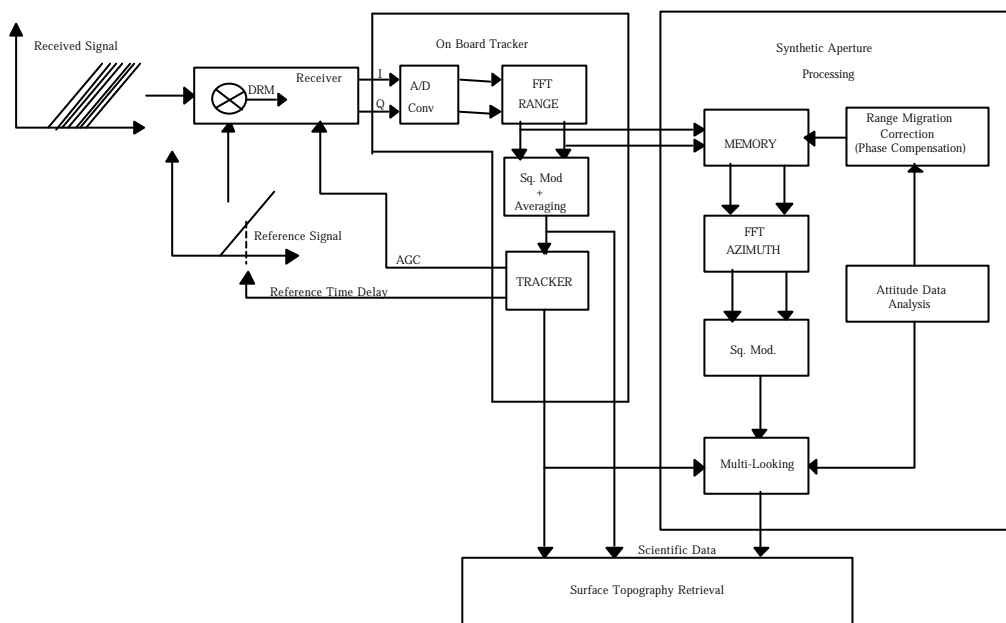 Received Signal
Receiver
DRM
I
Q
On Board Tracker
A/D
Conv
FFT
RANGE
Sq. Mod
+
Averaging
TRACKER
AGC
Reference Signal
Reference Time Delay
Synthetic Aperture
Processing
MEMORY
Range Migration
Correction
(Phase Compensation)
FFT
AZIMUTH
Attitude Data
Analysis
Sq. Mod.
Multi-Looking
Scientific Data
Surface Topography Retrieval